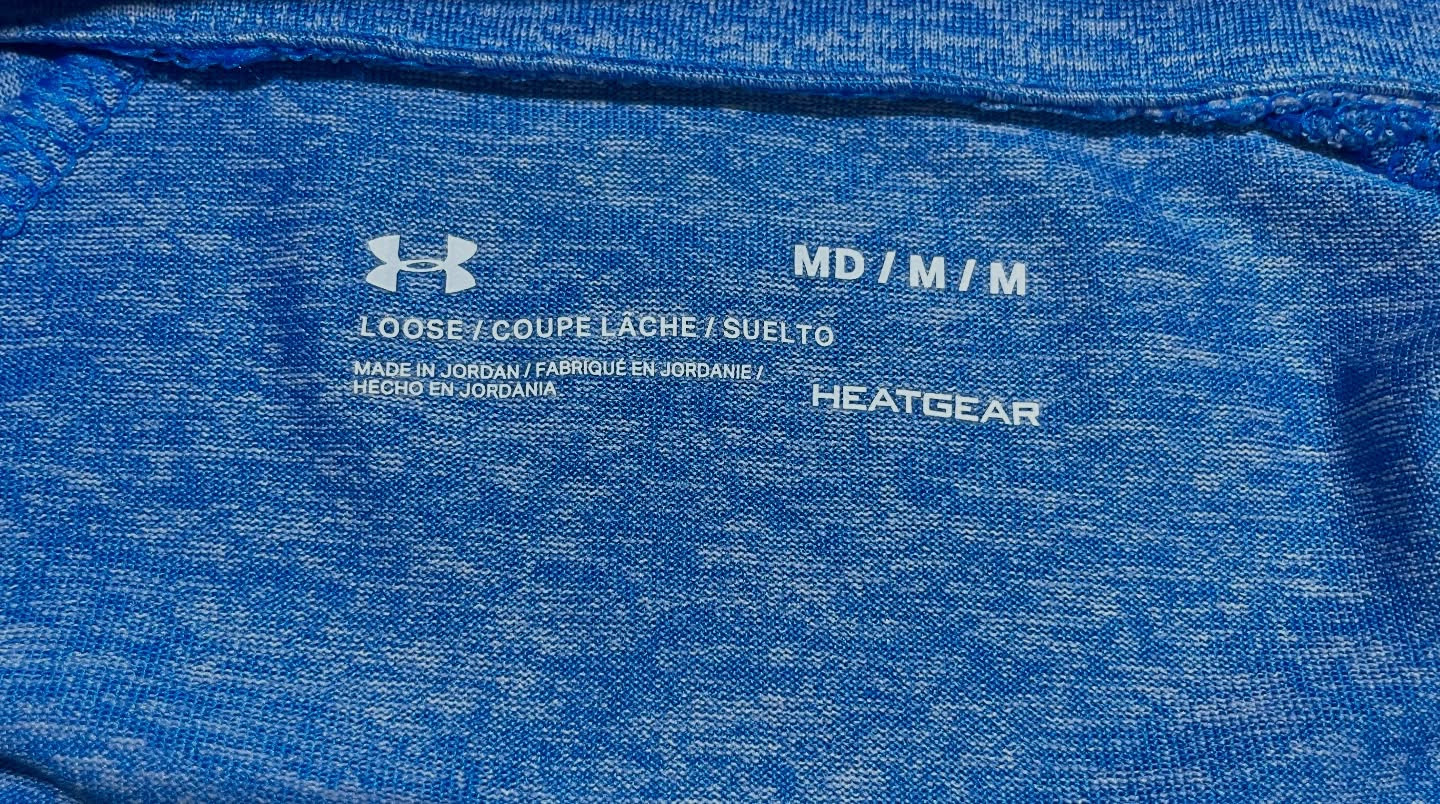 MD / M / M
LOOSE / COUPE LÂCHE / SUELTO
MADE IN JORDAN / FABRIQUÉ EN JORDANIE /
HECHO EN JORDANIA
HEATGEAR